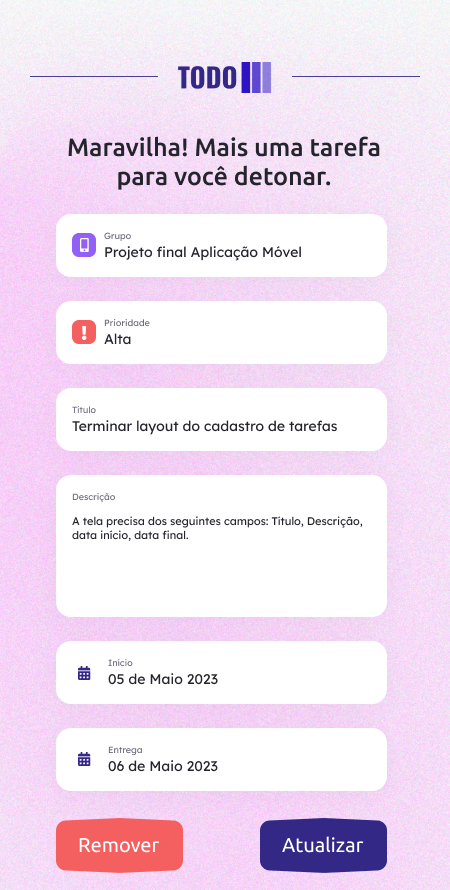 TODO
Maravilha! Mais uma tarefa
para você detonar.
Grupo
Projeto final Aplicação Móvel
Prioridade
Alta
Título
Terminar layout do cadastro de tarefas
Descrição
A tela precisa dos seguintes campos: Título, Descrição,
data início, data final.
Início
05 de Maio 2023
Entrega
06 de Maio 2023
Remover
Atualizar